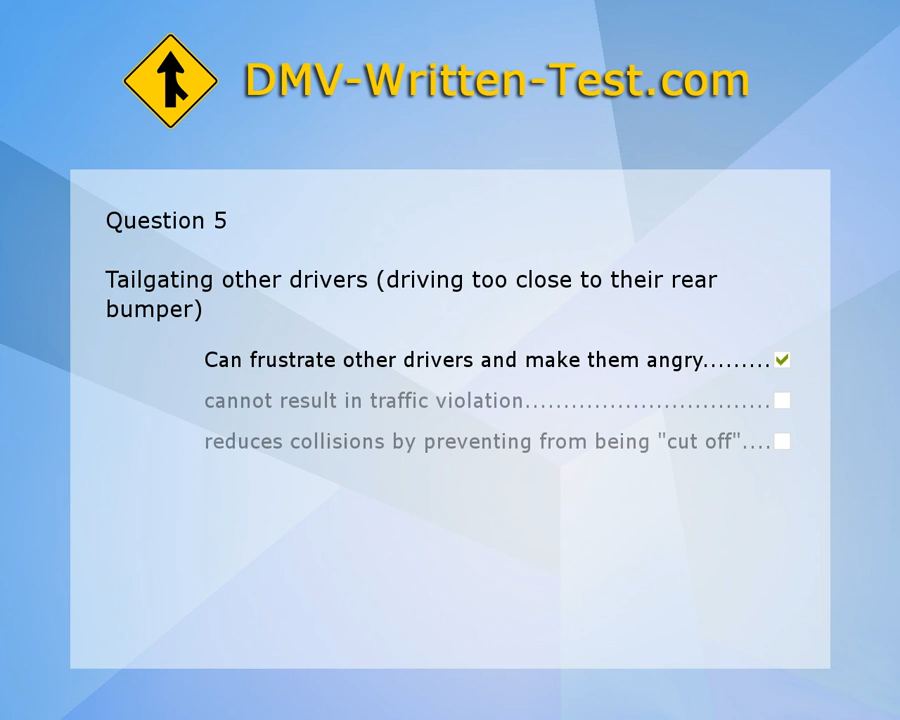 DMV-Written-Test.com
Question 5
Tailgating other drivers (driving too close to their rear
bumper)
Can frustrate other drivers and make them angry.........
cannot result in traffic violation................................
reduces collisions by preventing from being "cut off"....